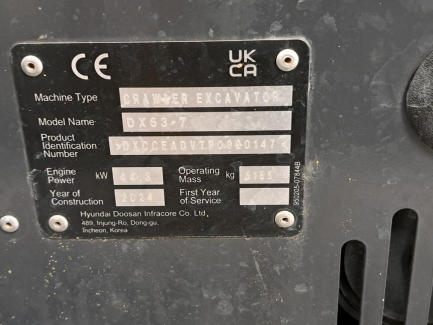 CE UK CA
Machine Type CRAWLER EXCAVATOR
Model Name DX63-7
Product Identification Number
Engine Power kW Operating Mass kg
Year of Construction 2024 First Year of Service
Hyundai Doosan Infracore Co. Ltd.,
489, Injung-Ro, Dong-gu,
Incheon, Korea
950205-07844B